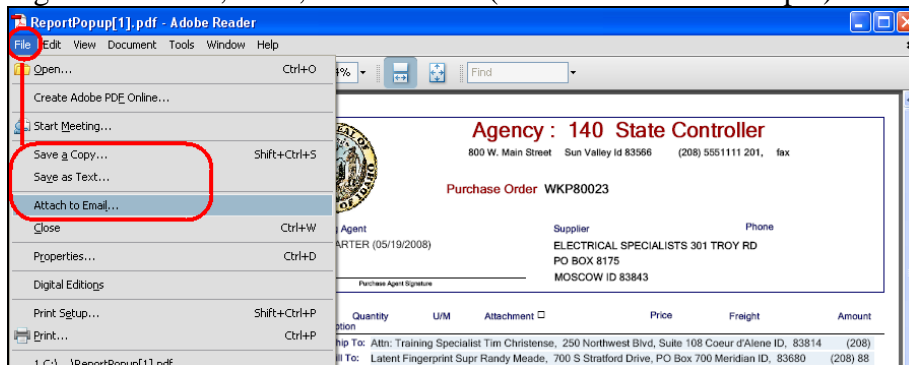 ReportPopup[1].pdf - Adobe Reader
File Edit View Document Tools Window Help
Open... Ctrl+O
Find
Create Adobe PDF Online...
Start Meeting...
Save a Copy... Shift+Ctrl+S
Save as Text...
Attach to Email...
Close Ctrl+W
Properties... Ctrl+D
Digital Editions
Print Setup... Shift+Ctrl+P
Print... Ctrl+P
Agency : 140 State Controller
800 W. Main Street Sun Valley Id 83566 (208) 5551111 201, fax
Purchase Order WKP80023
Agent Supplier Phone
(05/19/2008) ELECTRICAL SPECIALISTS 301 TROY RD
PO BOX 8175
MOSCOW ID 83843
Purchase Agent Signature
Quantity U/M Attachment Price Freight Amount
To: Attn: Training Specialist Tim Christense, 250 Northwest Blvd, Suite 108 Coeur d'Alene ID, 83814 (208)
To: Latent Fingerprint Supr Randy Meade, 700 S Stratford Drive, PO Box 700 Meridian ID, 83680 (208) 88